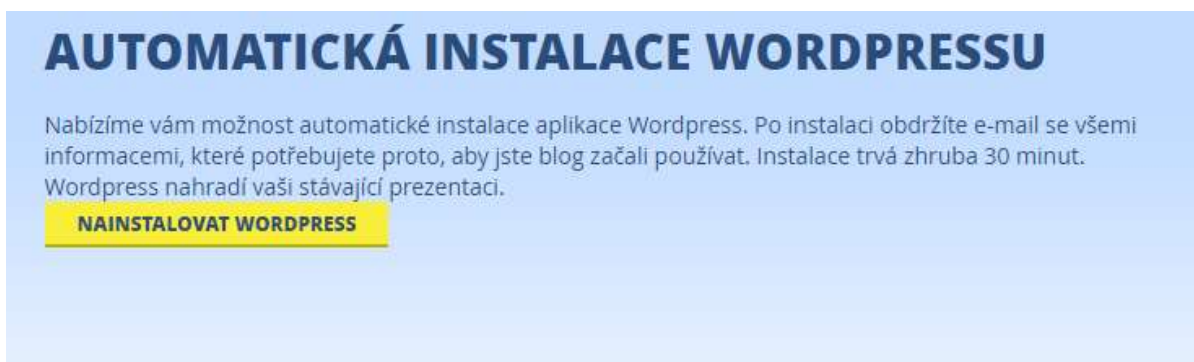 AUTOMATICKÁ INSTALACE WORDPRESSU
Nabízíme vám možnost automatické instalace aplikace Wordpress. Po instalaci obdržíte e-mail se všemi
informacemi, které potřebujete proto, aby jste blog začali používat. Instalace trvá zhruba 30 minut.
Wordpress nahradí vaši stávající prezentaci.
NAINSTALOVAT WORDPRESS